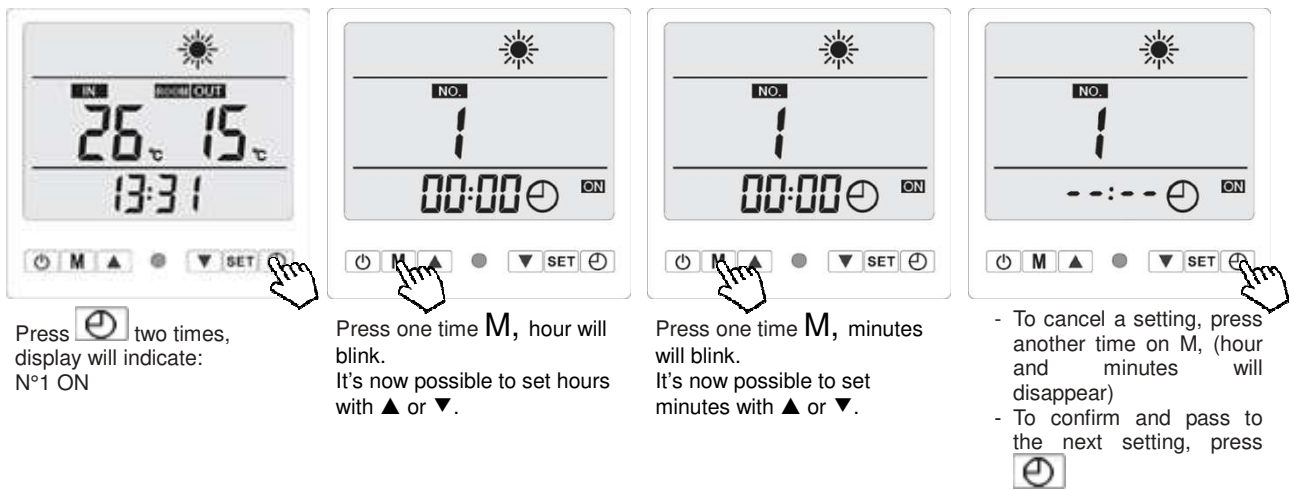 IN ROOM OUT
26 °C 15 °C
13:31
M ▲ ▼ SET
Press two times,
display will indicate:
N°1 ON
NO.
1
00:00 ON
M ▲ ▼ SET
Press one time M, hour will
blink.
It's now possible to set hours
with ▲ or ▼.
NO.
1
00:00 ON
M ▲ ▼ SET
Press one time M, minutes
will blink.
It's now possible to set
minutes with ▲ or ▼.
NO.
1
--:-- ON
M ▲ ▼ SET
- To cancel a setting, press
another time on M, (hour
and minutes will
disappear)
- To confirm and pass to
the next setting, press